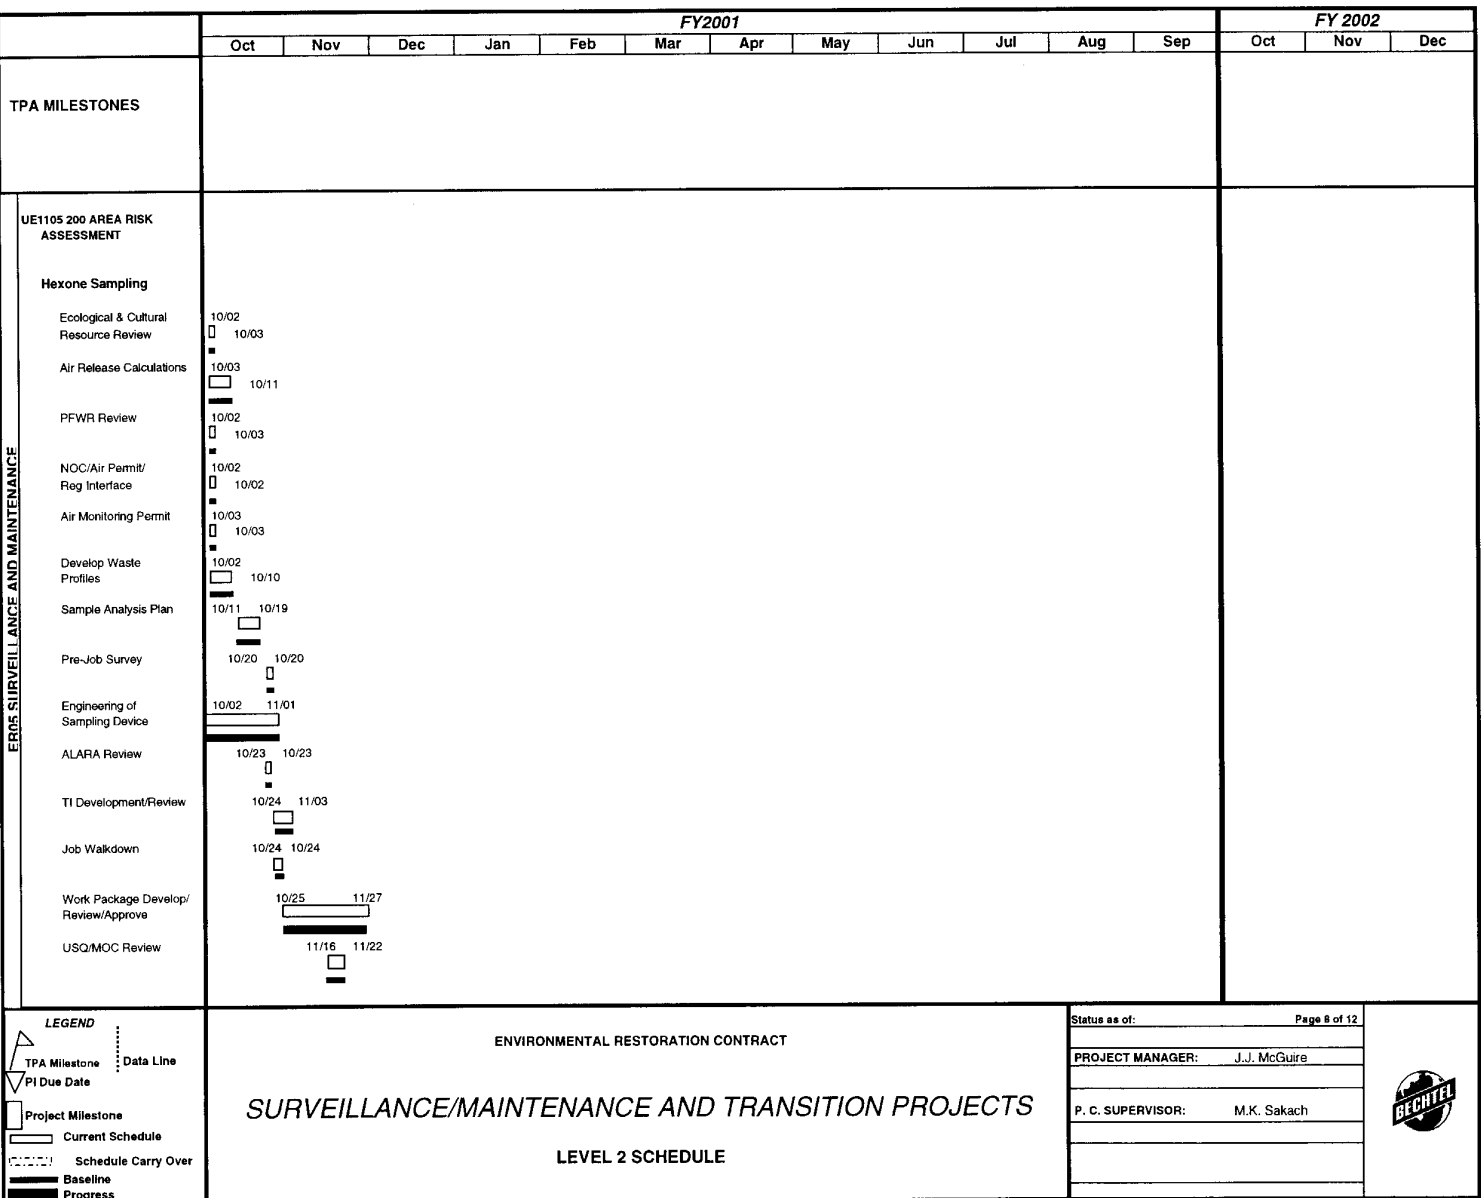 FY2001
FY 2002
Oct Nov Dec Jan Feb Mar Apr May Jun Jul Aug Sep Oct Nov Dec
TPA MILESTONES
ER05 SURVEILLANCE AND MAINTENANCE
UE1105 200 AREA RISK
ASSESSMENT
Hexone Sampling
Ecological & Cultural
Resource Review
10/02
10/03
Air Release Calculations
10/03
10/11
PFWR Review
10/02
10/03
NOC/Air Permit/
Reg Interface
10/02
10/02
Air Monitoring Permit
10/03
10/03
Develop Waste
Profiles
10/02
10/10
Sample Analysis Plan
10/11 10/19
Pre-Job Survey
10/20 10/20
Engineering of
Sampling Device
10/02 11/01
ALARA Review
10/23 10/23
TI Development/Review
10/24 11/03
Job Walkdown
10/24 10/24
Work Package Develop/
Review/Approve
10/25 11/27
USQ/MOC Review
11/16 11/22
LEGEND
TPA Milestone
Data Line
PI Due Date
Project Milestone
Current Schedule
Schedule Carry Over
Baseline
Progress
ENVIRONMENTAL RESTORATION CONTRACT
SURVEILLANCE/MAINTENANCE AND TRANSITION PROJECTS
LEVEL 2 SCHEDULE
Status as of: Page 8 of 12
PROJECT MANAGER: J.J. McGuire
P. C. SUPERVISOR: M.K. Sakach
BECHTEL